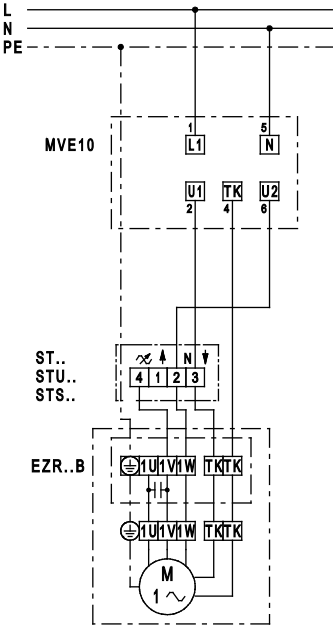 L
N
PE
1 5
MVE10 L1 N
U1 TK U2
2 4 6
ST.. N
STU.. 4 1 2 3
STS..
EZR..B 1U 1V 1W TK TK
1U 1V 1W TK TK
M
1